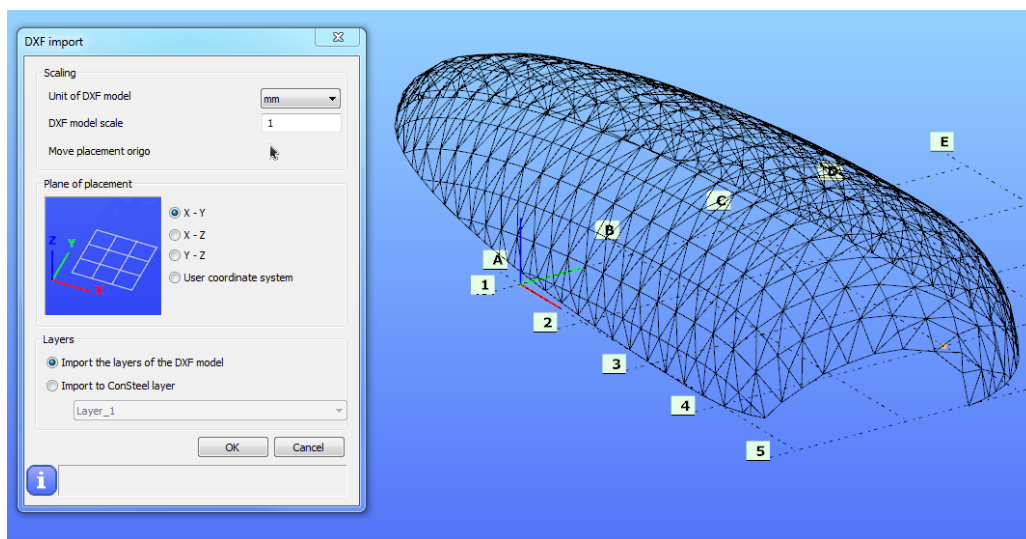 DXF import
Scaling
Unit of DXF model
mm
DXF model scale
1
Move placement origo
Plane of placement
Z
Y
X
X - Y
X - Z
Y - Z
User coordinate system
Layers
Import the layers of the DXF model
Import to ConSteel layer
Layer_1
OK
Cancel
i
A
B
C
D
E
1
2
3
4
5